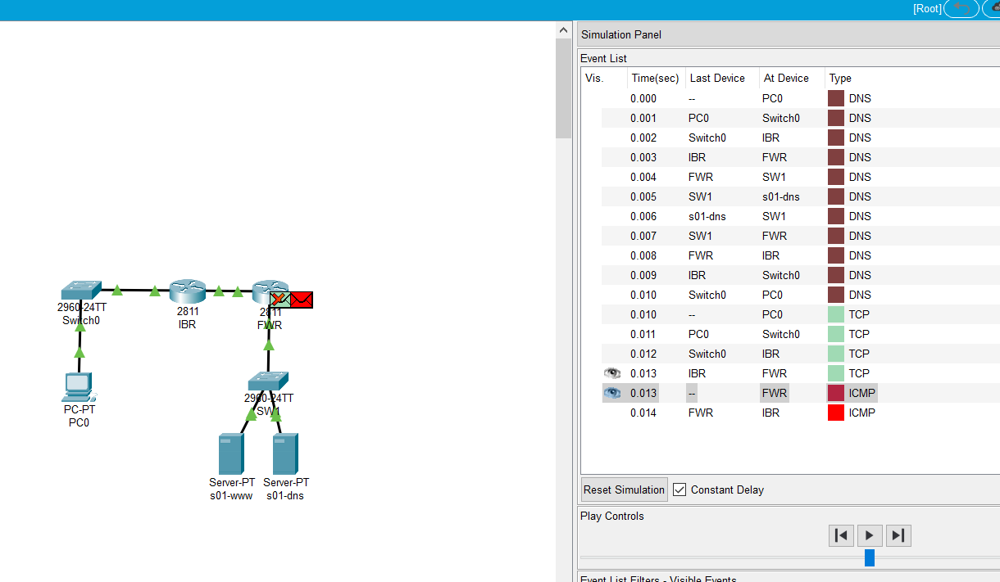 [Root]
Simulation Panel
Event List
Vis. Time(sec) Last Device At Device Type
0.000 -- PC0 DNS
0.001 PC0 Switch0 DNS
0.002 Switch0 IBR DNS
0.003 IBR FWR DNS
0.004 FWR SW1 DNS
0.005 SW1 s01-dns DNS
0.006 s01-dns SW1 DNS
0.007 SW1 FWR DNS
0.008 FWR IBR DNS
0.009 IBR Switch0 DNS
0.010 Switch0 PC0 DNS
0.010 -- PC0 TCP
0.011 PC0 Switch0 TCP
0.012 Switch0 IBR TCP
0.013 IBR FWR TCP
0.013 -- FWR ICMP
0.014 FWR IBR ICMP
Reset Simulation Constant Delay
Play Controls
Event List Filters - Visible Events
2960-24TT
Switch0
2811
IBR
2811
FWR
PC-PT
PC0
2960-24TT
SW1
Server-PT
s01-www
Server-PT
s01-dns